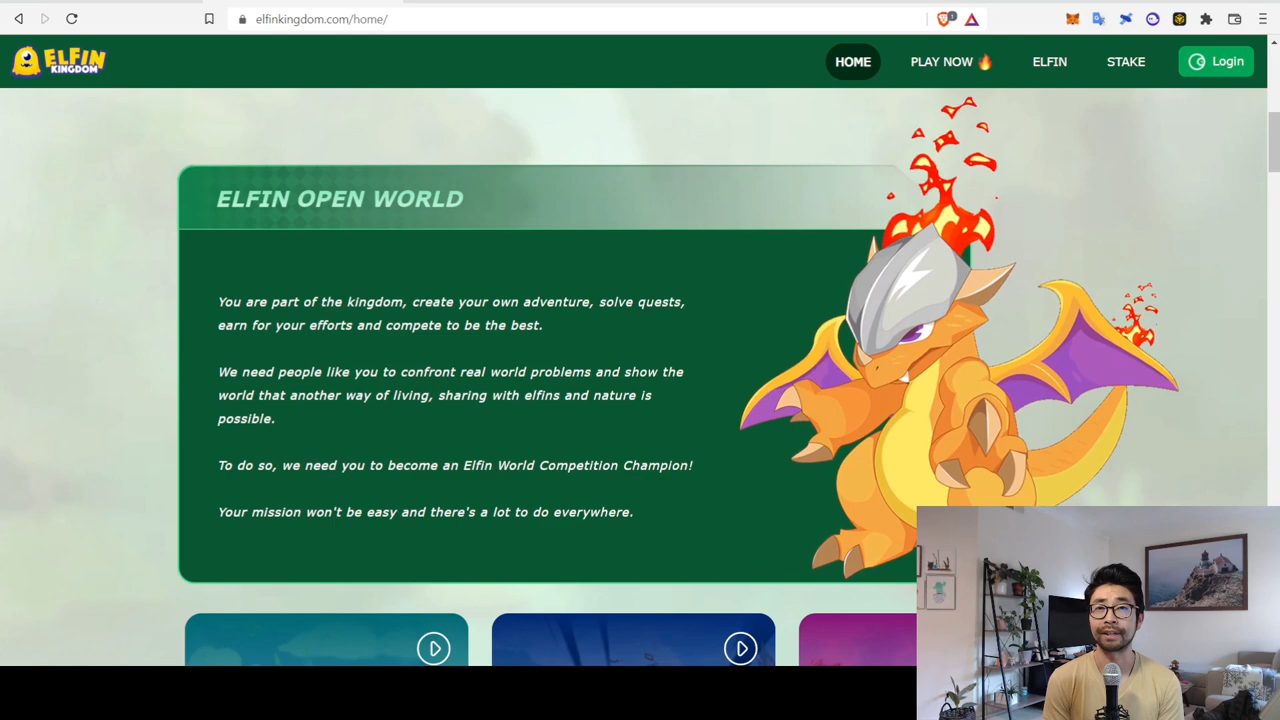 elfinkingdom.com/home/
1
ELFIN
KINGDOM
HOME
PLAY NOW
ELFIN
STAKE
Login
ELFIN OPEN WORLD
You are part of the kingdom, create your own adventure, solve quests,
earn for your efforts and compete to be the best.
We need people like you to confront real world problems and show the
world that another way of living, sharing with elfins and nature is
possible.
To do so, we need you to become an Elfin World Competition Champion!
Your mission won't be easy and there's a lot to do everywhere.